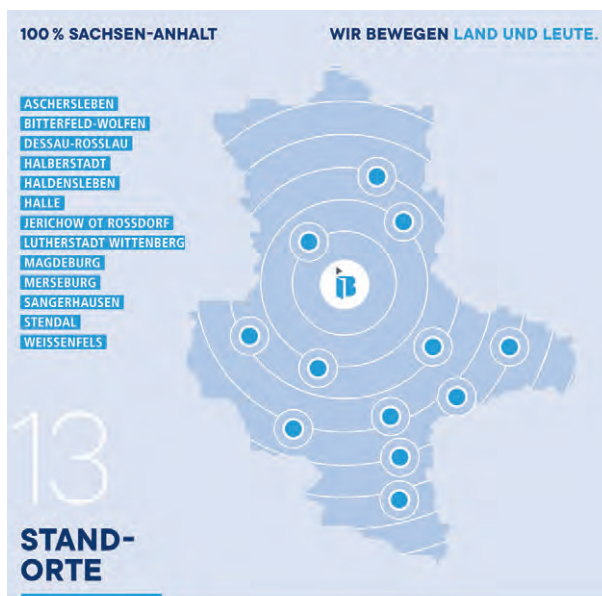 100 % SACHSEN-ANHALT
WIR BEWEGEN LAND UND LEUTE.
ASCHERSLEBEN
BITTERFELD-WOLFEN
DESSAU-ROSSLAU
HALBERSTADT
HALDENSLEBEN
HALLE
JERICHOW OT ROSSDORF
LUTHERSTADT WITTENBERG
MAGDEBURG
MERSEBURG
SANGERHAUSEN
STENDAL
WEISSENFELS
13
STAND-
ORTE